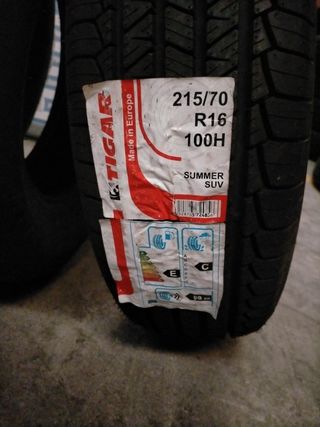 TIGAR
Made in Europe
215/70
R16
100H
SUMMER
SUV
E
C